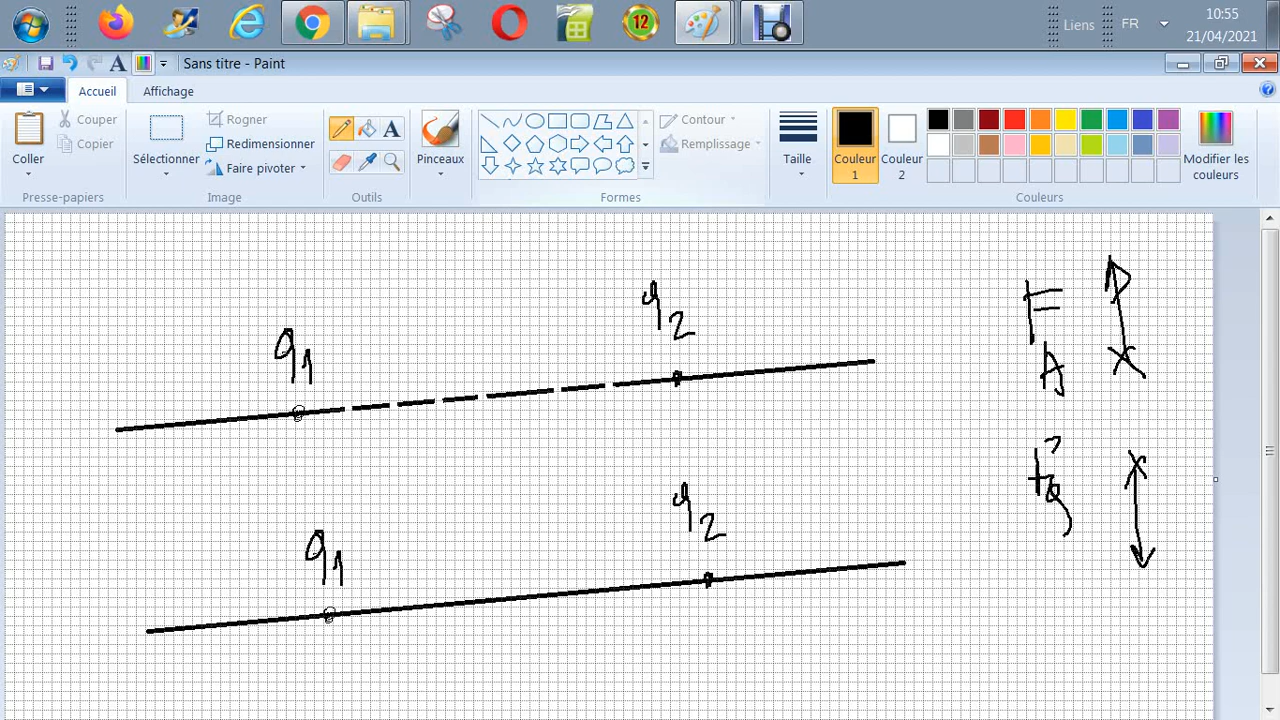 10:55
Liens FR
21/04/2021
12
Sans titre - Paint
Accueil Affichage
Coller
Couper
Copier
Presse-papiers
Sélectionner
Rogner
Redimensionner
Faire pivoter
Image
Outils
Pinceaux
Contour
Remplissage
Formes
Taille
Couleur 1
Couleur 2
Modifier les couleurs
Couleurs
q1
q2
F
q1
q2